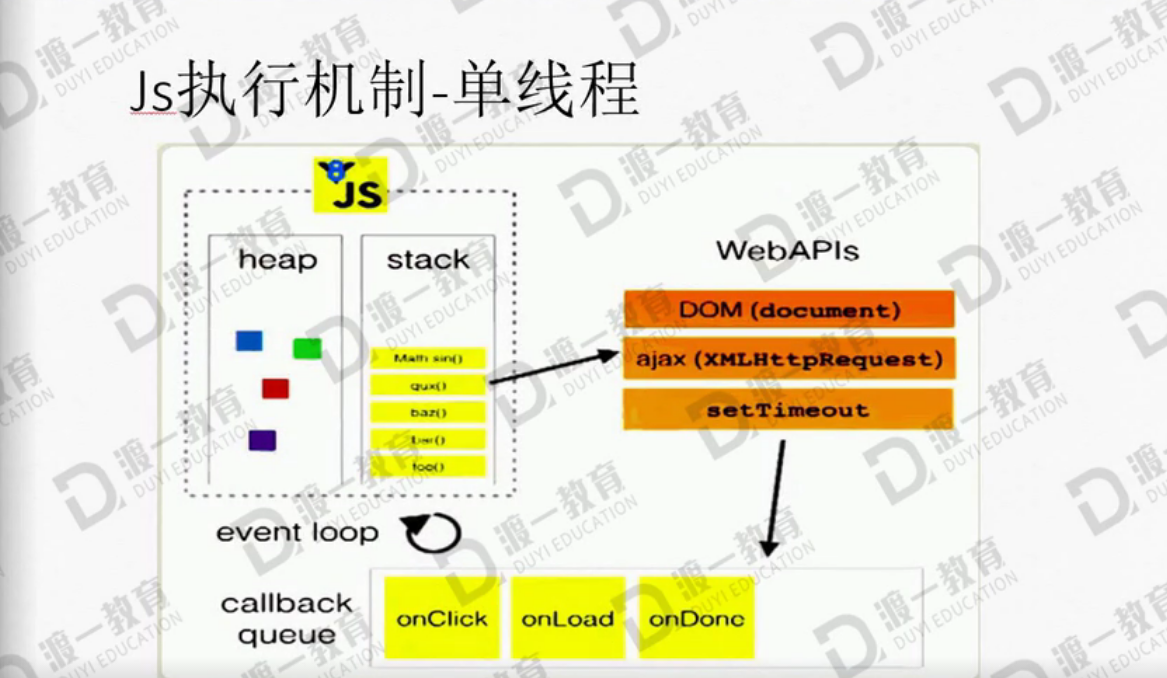 Js执行机制-单线程
JS
heap
stack
WebAPIs
Math sin()
qux()
baz()
bar()
foo()
DOM (document)
ajax (XMLHttpRequest)
setTimeout
event loop
callback
queue
onClick
onLoad
onDone
渡一教育
DUYI EDUCATION